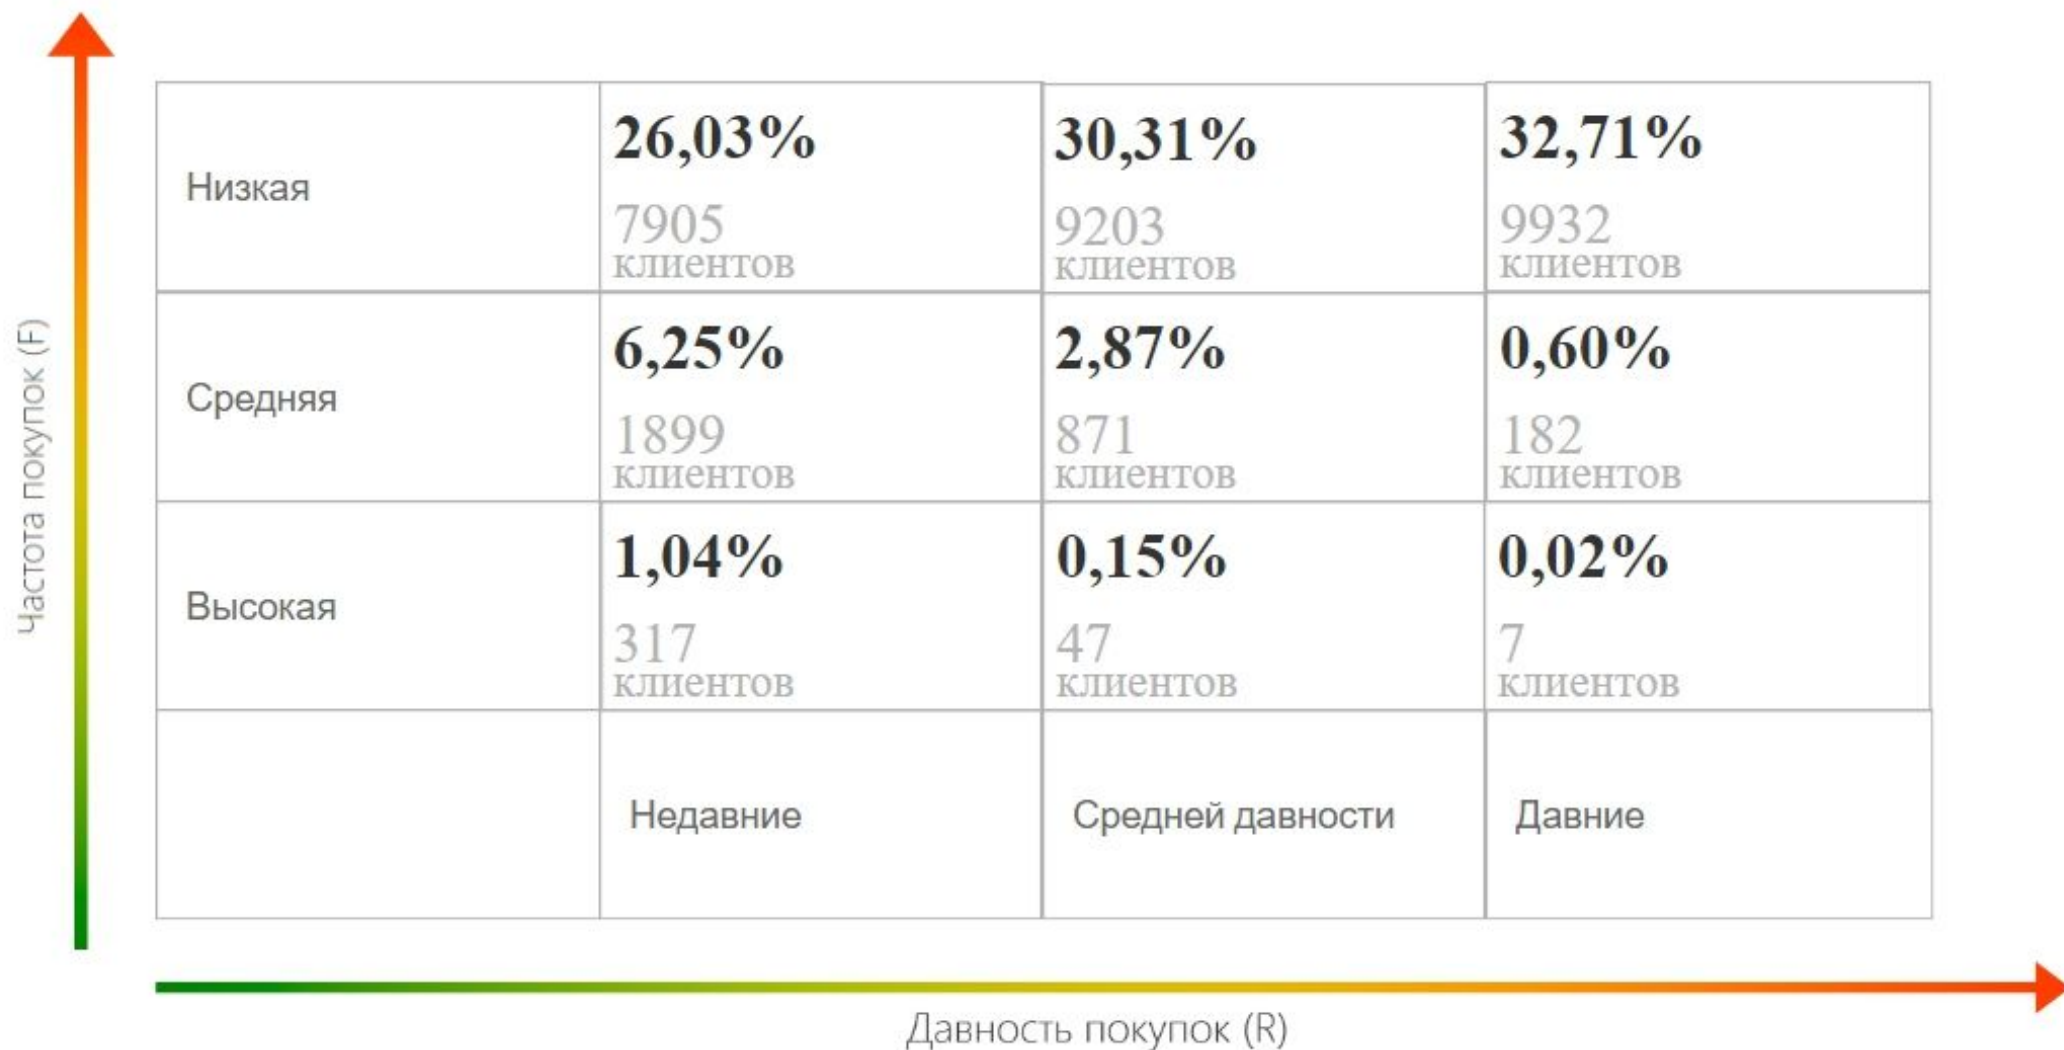 Частота покупок (F)
Низкая
26,03%
7905
клиентов
30,31%
9203
клиентов
32,71%
9932
клиентов
Средняя
6,25%
1899
клиентов
2,87%
871
клиентов
0,60%
182
клиентов
Высокая
1,04%
317
клиентов
0,15%
47
клиентов
0,02%
7
клиентов
Недавние
Средней давности
Давние
Давность покупок (R)